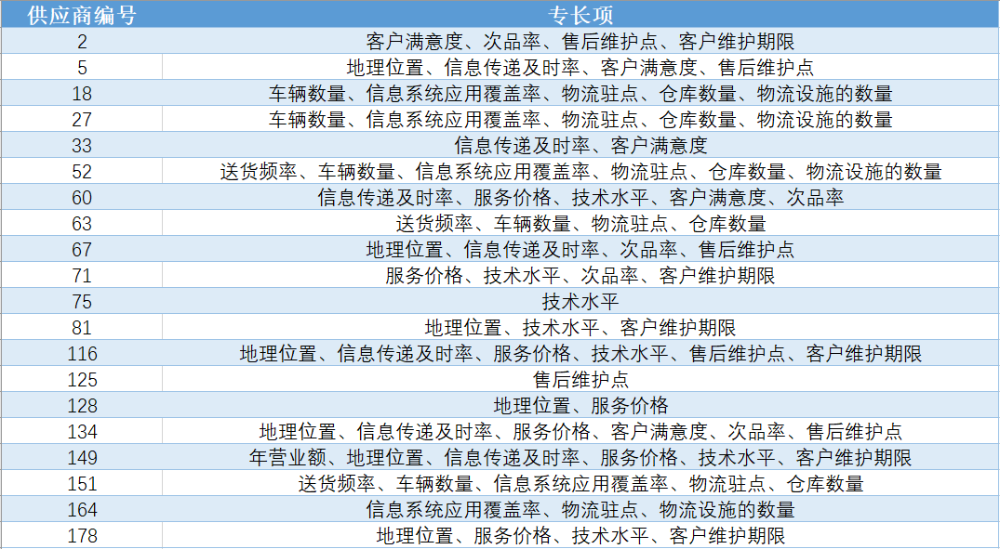 供应商编号 专长项
2 客户满意度、次品率、售后维护点、客户维护期限
5 地理位置、信息传递及时率、客户满意度、售后维护点
18 车辆数量、信息系统应用覆盖率、物流驻点、仓库数量、物流设施的数量
27 车辆数量、信息系统应用覆盖率、物流驻点、仓库数量、物流设施的数量
33 信息传递及时率、客户满意度
52 送货频率、车辆数量、信息系统应用覆盖率、物流驻点、仓库数量、物流设施的数量
60 信息传递及时率、服务价格、技术水平、客户满意度、次品率
63 送货频率、车辆数量、物流驻点、仓库数量
67 地理位置、信息传递及时率、次品率、售后维护点
71 服务价格、技术水平、次品率、客户维护期限
75 技术水平
81 地理位置、技术水平、客户维护期限
116 地理位置、信息传递及时率、服务价格、技术水平、售后维护点、客户维护期限
125 售后维护点
128 地理位置、服务价格
134 地理位置、信息传递及时率、服务价格、客户满意度、次品率、售后维护点
149 年营业额、地理位置、信息传递及时率、服务价格、技术水平、客户维护期限
151 送货频率、车辆数量、信息系统应用覆盖率、物流驻点、仓库数量
164 信息系统应用覆盖率、物流驻点、物流设施的数量
178 地理位置、服务价格、技术水平、客户维护期限